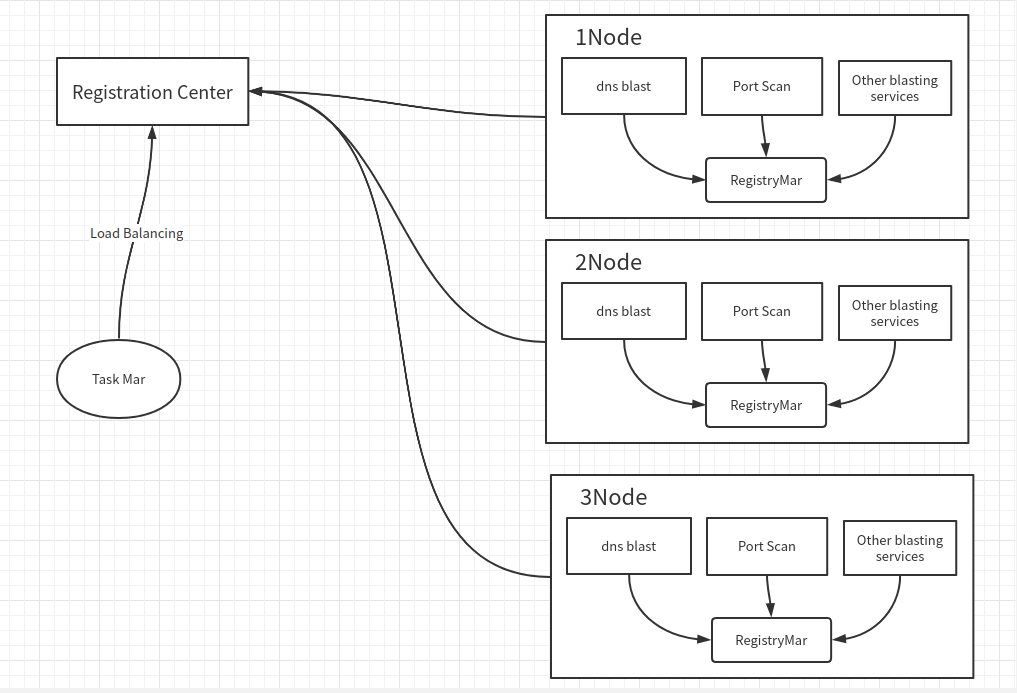 1Node
dns blast
Port Scan
Other blasting
services
RegistryMar
Registration Center
Load Balancing
Task Mar
2Node
dns blast
Port Scan
Other blasting
services
RegistryMar
3Node
dns blast
Port Scan
Other blasting
services
RegistryMar